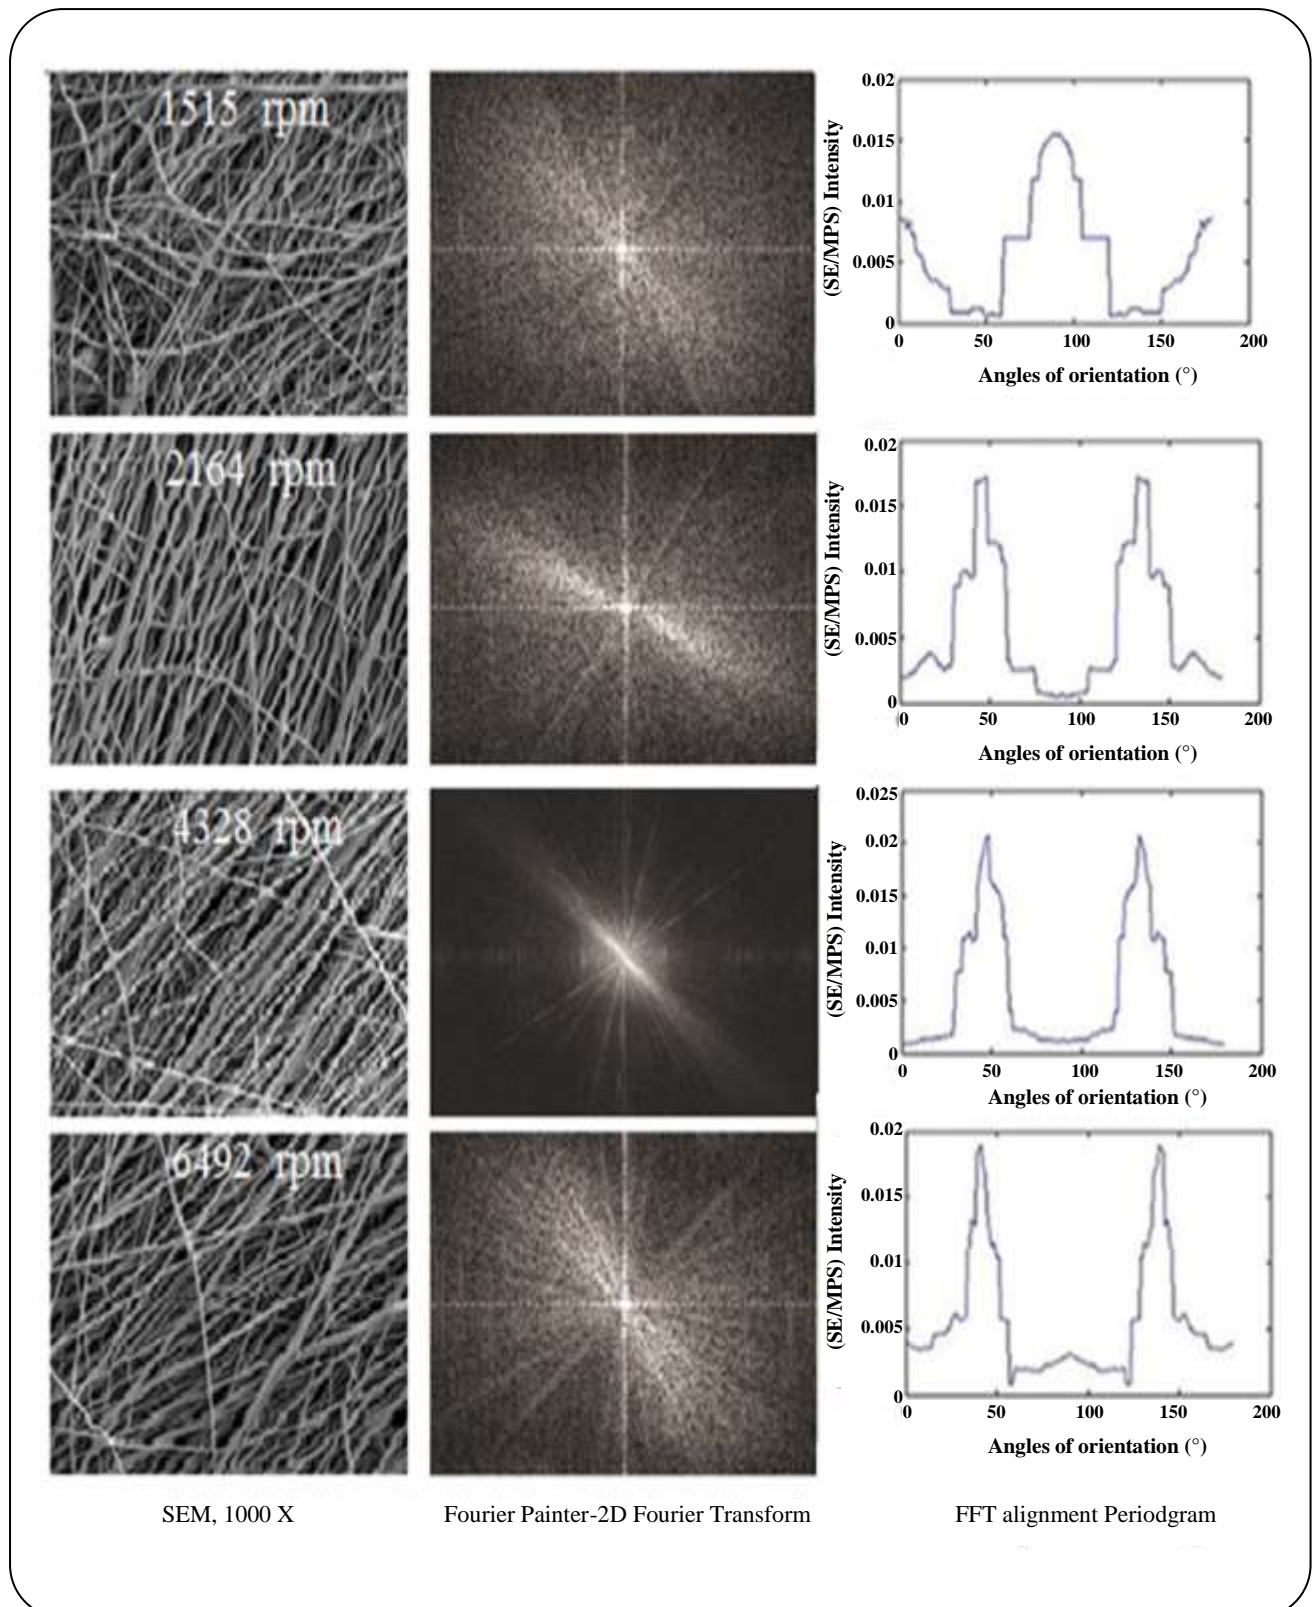 1515 rpm
0.02
0.015
0.01
0.005
0
(SE/MPS) Intensity
0 50 100 150 200
Angles of orientation (°)
2164 rpm
0.02
0.015
0.01
0.005
0
(SE/MPS) Intensity
0 50 100 150 200
Angles of orientation (°)
4328 rpm
0.025
0.02
0.015
0.01
0.005
0
(SE/MPS) Intensity
0 50 100 150 200
Angles of orientation (°)
6492 rpm
0.02
0.015
0.01
0.005
0
(SE/MPS) Intensity
0 50 100 150 200
Angles of orientation (°)
SEM, 1000 X
Fourier Painter-2D Fourier Transform
FFT alignment Periodgram